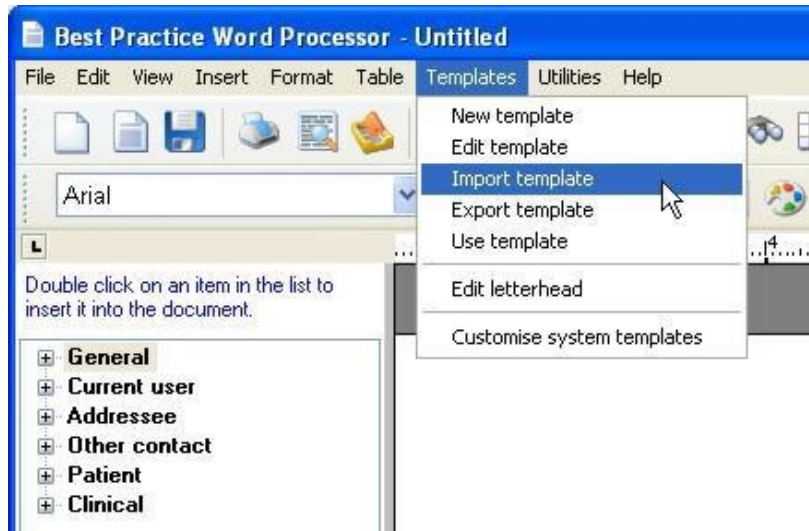 Best Practice Word Processor - Untitled
File Edit View Insert Format Table Templates Utilities Help
New template
Edit template
Import template
Export template
Use template
Edit letterhead
Customise system templates
Arial
L
4
Double click on an item in the list to
insert it into the document.
General
Current user
Addressee
Other contact
Patient
Clinical